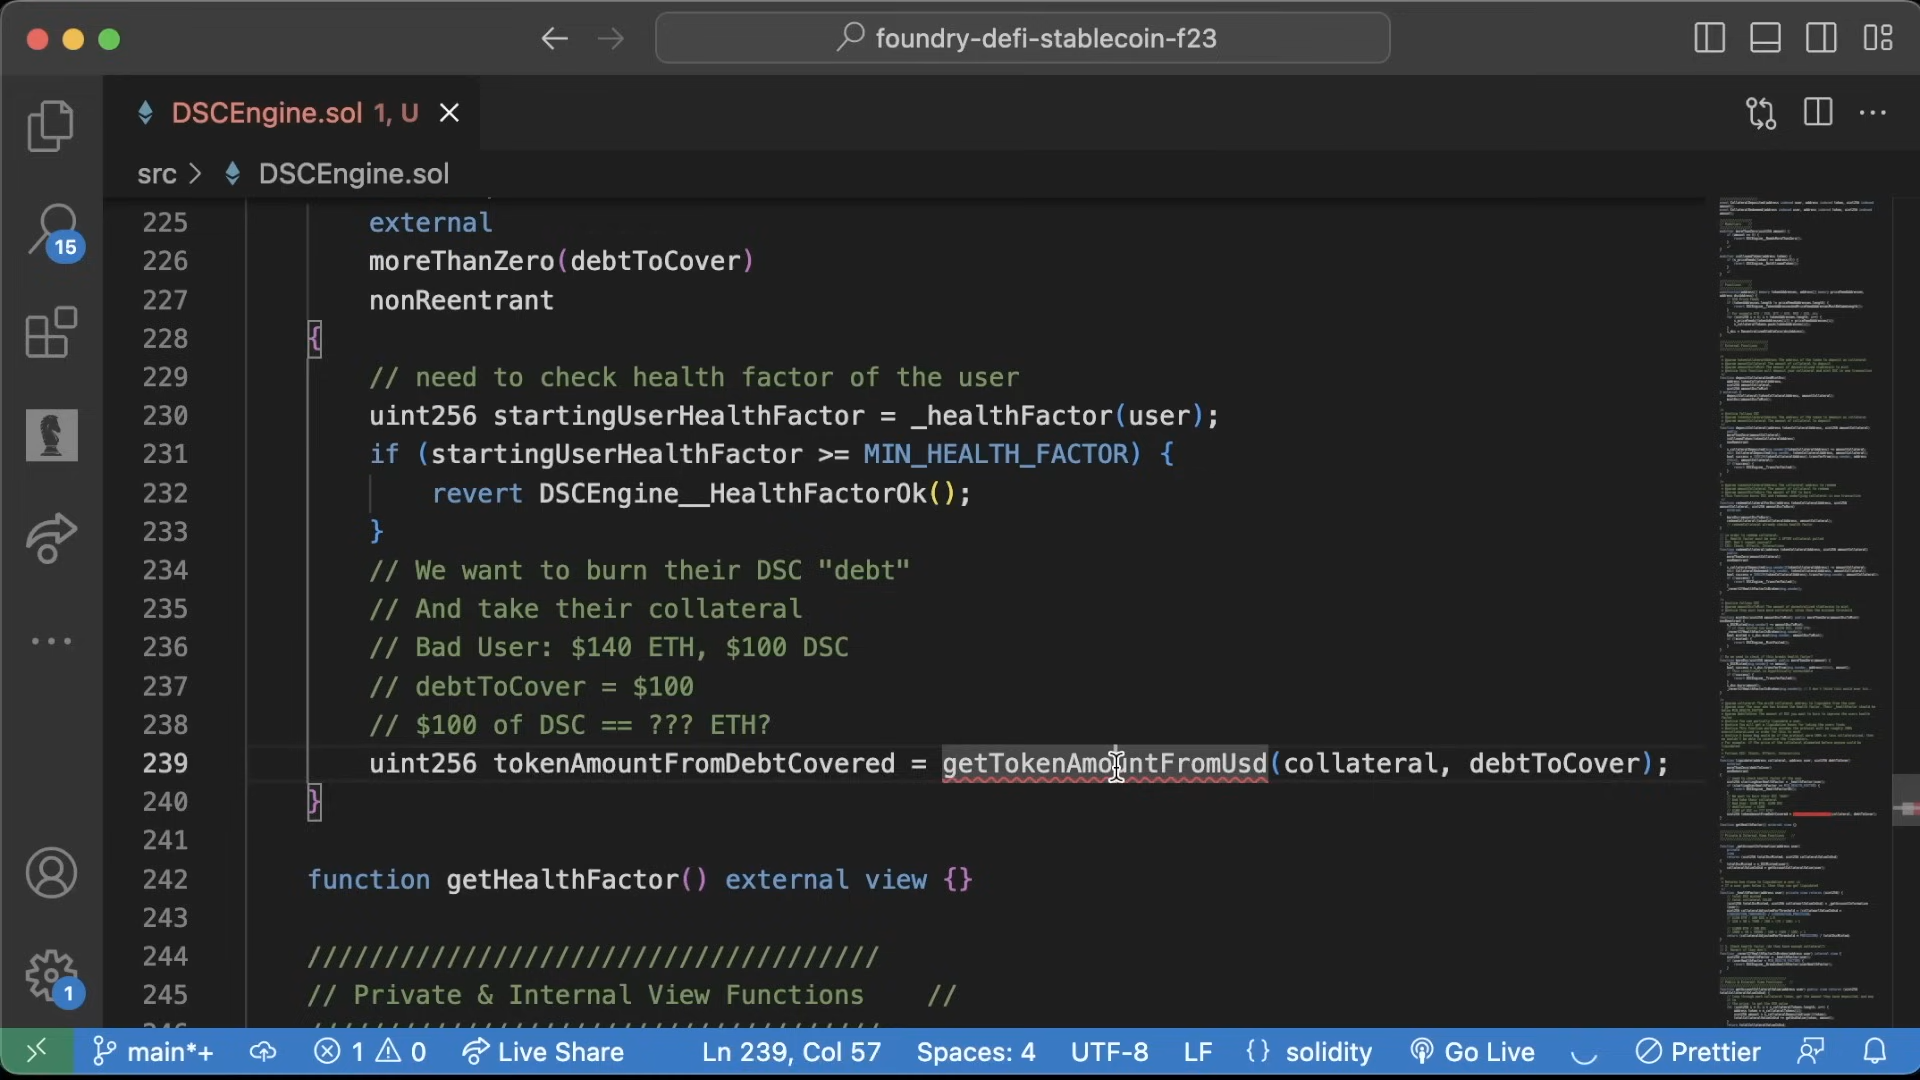 foundry-defi-stablecoin-f23
DSCEngine.sol 1, U
src > DSCEngine.sol
15
225 external
226 moreThanZero(debtToCover)
227 nonReentrant
228 {
229 // need to check health factor of the user
230 uint256 startingUserHealthFactor = _healthFactor(user);
231 if (startingUserHealthFactor >= MIN_HEALTH_FACTOR) {
232 revert DSCEngine__HealthFactorOk();
233 }
234 // We want to burn their DSC "debt"
235 // And take their collateral
236 // Bad User: $140 ETH, $100 DSC
237 // debtToCover = $100
238 // $100 of DSC == ??? ETH?
239 uint256 tokenAmountFromDebtCovered = getTokenAmountFromUsd(collateral, debtToCover);
240 }
241
242 function getHealthFactor() external view {}
243
244 /////////////////////////////////////
245 // Private & Internal View Functions //
1
main*+ 1 0 Live Share Ln 239, Col 57 Spaces: 4 UTF-8 LF {} solidity Go Live Prettier